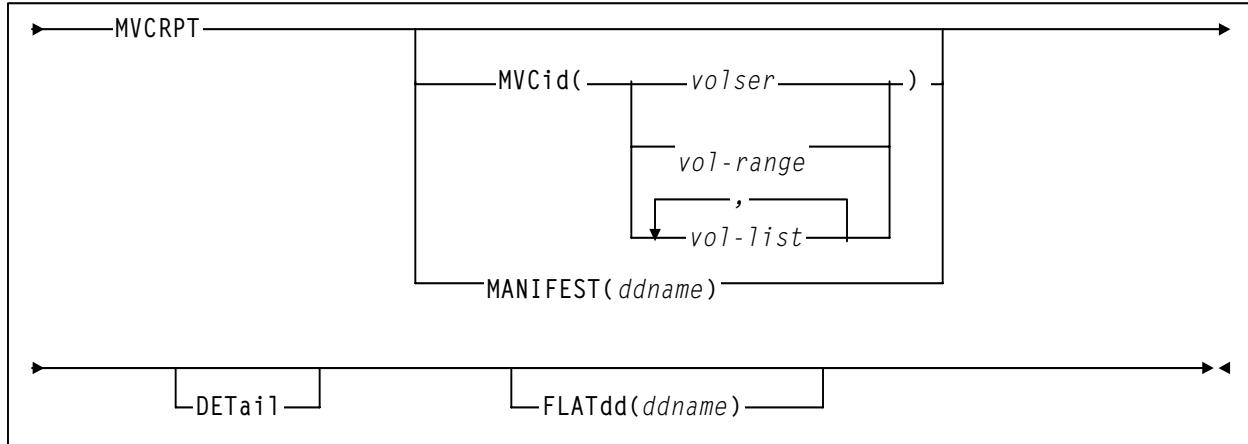 MVCRPT
MVCid( volser )
vol-range
,
vol-list
MANIFEST(ddname)
DETail
FLATdd(ddname)